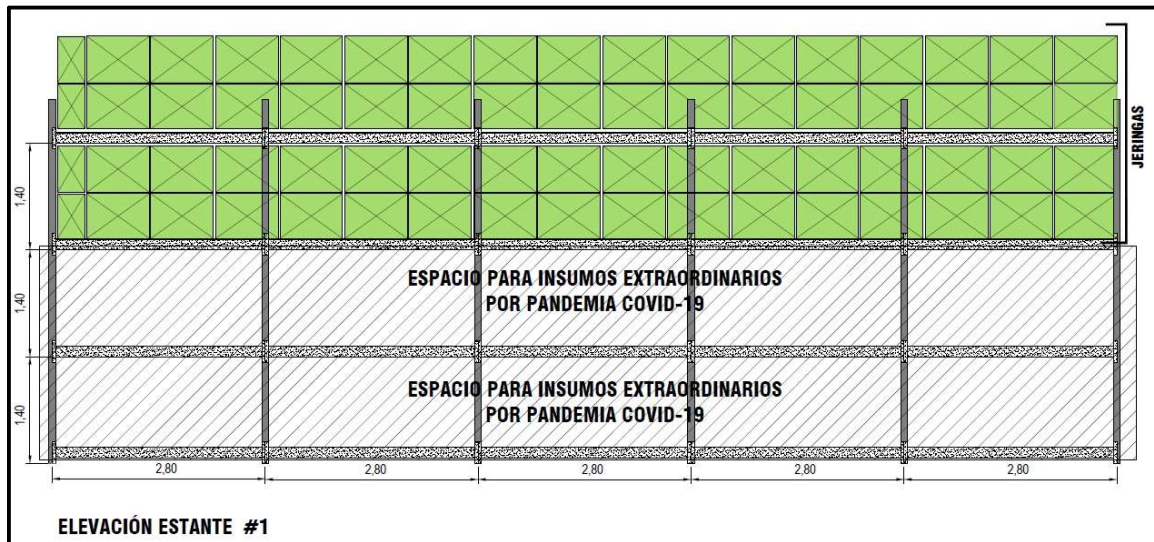 JERINGAS
1,40
ESPACIO PARA INSUMOS EXTRAORDINARIOS
POR PANDEMIA COVID-19
1,40
ESPACIO PARA INSUMOS EXTRAORDINARIOS
POR PANDEMIA COVID-19
1,40
2,80 2,80 2,80 2,80 2,80
ELEVACIÓN ESTANTE #1